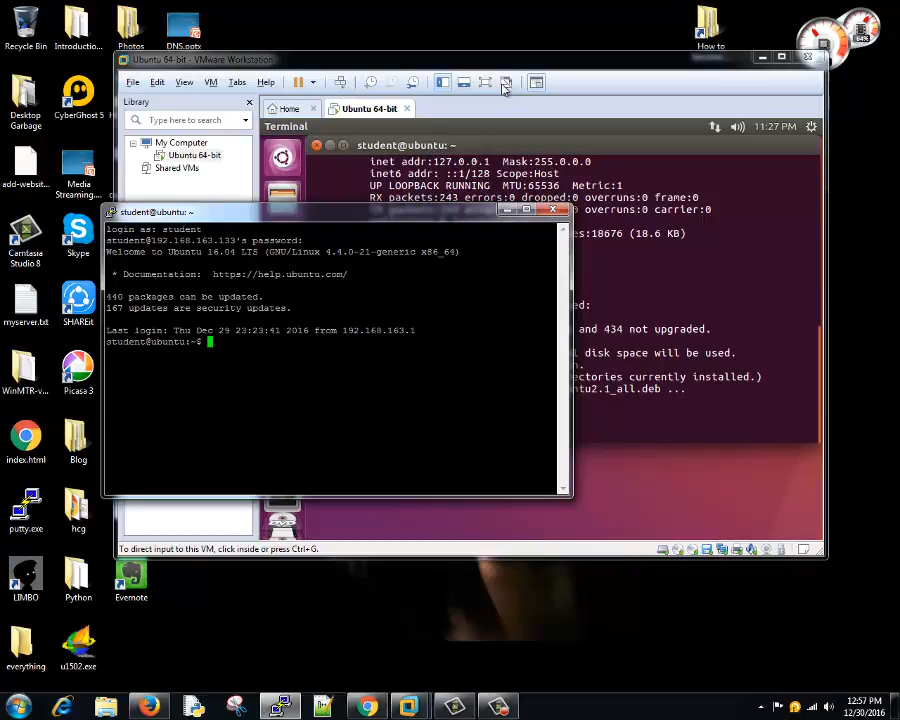 Recycle Bin
Introduction...
Photos
DNS.pptx
How to
64%
Ubuntu 64-bit - VMware Workstation
File Edit View VM Tabs Help
Library
Type here to search
My Computer
Ubuntu 64-bit
Shared VMs
Home
Ubuntu 64-bit
Terminal
11:27 PM
student@ubuntu: ~
inet addr:127.0.0.1 Mask:255.0.0.0
inet6 addr: ::1/128 Scope:Host
UP LOOPBACK RUNNING MTU:65536 Metric:1
RX packets:243 errors:0 dropped:0 overruns:0 frame:0
overruns:0 carrier:0
es:18676 (18.6 KB)
ed:
and 434 not upgraded.
l disk space will be used.
n.
ectories currently installed.)
untu2.1_all.deb ...
student@ubuntu: ~
login as: student
student@192.168.163.133's password:
Welcome to Ubuntu 16.04 LTS (GNU/Linux 4.4.0-21-generic x86_64)
* Documentation: https://help.ubuntu.com/
440 packages can be updated.
167 updates are security updates.
Last login: Thu Dec 29 23:23:41 2016 from 192.168.163.1
student@ubuntu:~$
To direct input to this VM, click inside or press Ctrl+G.
Desktop
Garbage
CyberGhost 5
add-website...
Media
Streaming....
Camtasia
Studio 8
Skype
myserver.txt
SHAREit
WinMTR-v...
Picasa 3
index.html
Blog
putty.exe
hcg
LIMBO
Python
Evernote
everything
u1502.exe
12:57 PM
12/30/2016